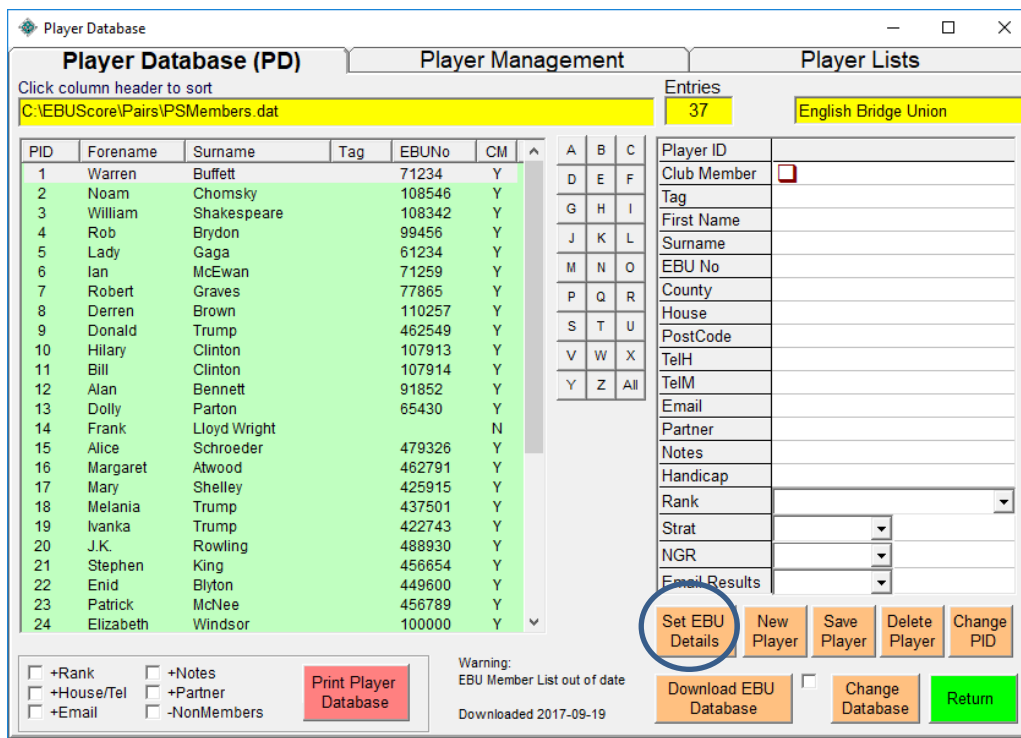 Player Database
Player Database (PD) Player Management Player Lists
Click column header to sort Entries
C:\EBUScore\Pairs\PSMembers.dat 37 English Bridge Union
PID Forename Surname Tag EBUNo CM
1 Warren Buffett 71234 Y
2 Noam Chomsky 108546 Y
3 William Shakespeare 108342 Y
4 Rob Brydon 99456 Y
5 Lady Gaga 61234 Y
6 Ian McEwan 71259 Y
7 Robert Graves 77865 Y
8 Derren Brown 110257 Y
9 Donald Trump 462549 Y
10 Hilary Clinton 107913 Y
11 Bill Clinton 107914 Y
12 Alan Bennett 91852 Y
13 Dolly Parton 65430 Y
14 Frank Lloyd Wright N
15 Alice Schroeder 479326 Y
16 Margaret Atwood 462791 Y
17 Mary Shelley 425915 Y
18 Melania Trump 437501 Y
19 Ivanka Trump 422743 Y
20 J.K. Rowling 488930 Y
21 Stephen King 456654 Y
22 Enid Blyton 449600 Y
23 Patrick McNee 456789 Y
24 Elizabeth Windsor 100000 Y
A B C
D E F
G H I
J K L
M N O
P Q R
S T U
V W X
Y Z All
Player ID
Club Member
Tag
First Name
Surname
EBU No
County
House
PostCode
TelH
TelM
Email
Partner
Notes
Handicap
Rank
Strat
NGR
Email Results
Set EBU Details
New Player
Save Player
Delete Player
Change PID
+Rank +Notes
+House/Tel +Partner
+Email -NonMembers
Print Player Database
Warning:
EBU Member List out of date
Downloaded 2017-09-19
Download EBU Database
Change Database
Return